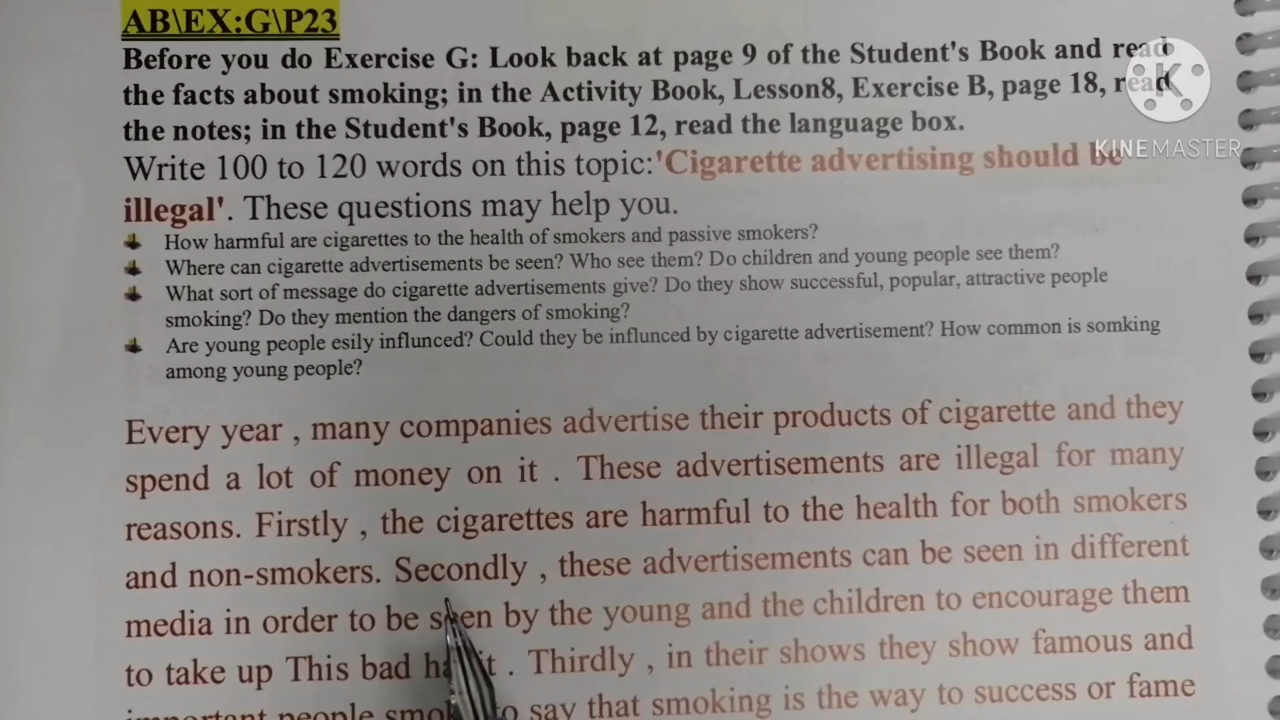 AB\EX:G\P23
Before you do Exercise G: Look back at page 9 of the Student's Book and read
the facts about smoking; in the Activity Book, Lesson8, Exercise B, page 18, read
the notes; in the Student's Book, page 12, read the language box.
Write 100 to 120 words on this topic:'Cigarette advertising should be
illegal'. These questions may help you.
How harmful are cigarettes to the health of smokers and passive smokers?
Where can cigarette advertisements be seen? Who see them? Do children and young people see them?
What sort of message do cigarette advertisements give? Do they show successful, popular, attractive people
smoking? Do they mention the dangers of smoking?
Are young people esily influnced? Could they be influnced by cigarette advertisement? How common is somking
among young people?
Every year , many companies advertise their products of cigarette and they
spend a lot of money on it . These advertisements are illegal for many
reasons. Firstly , the cigarettes are harmful to the health for both smokers
and non-smokers. Secondly , these advertisements can be seen in different
media in order to be seen by the young and the children to encourage them
to take up This bad habit . Thirdly , in their shows they show famous and
important people to say that smoking is the way to success or fame
K
KINEMASTER